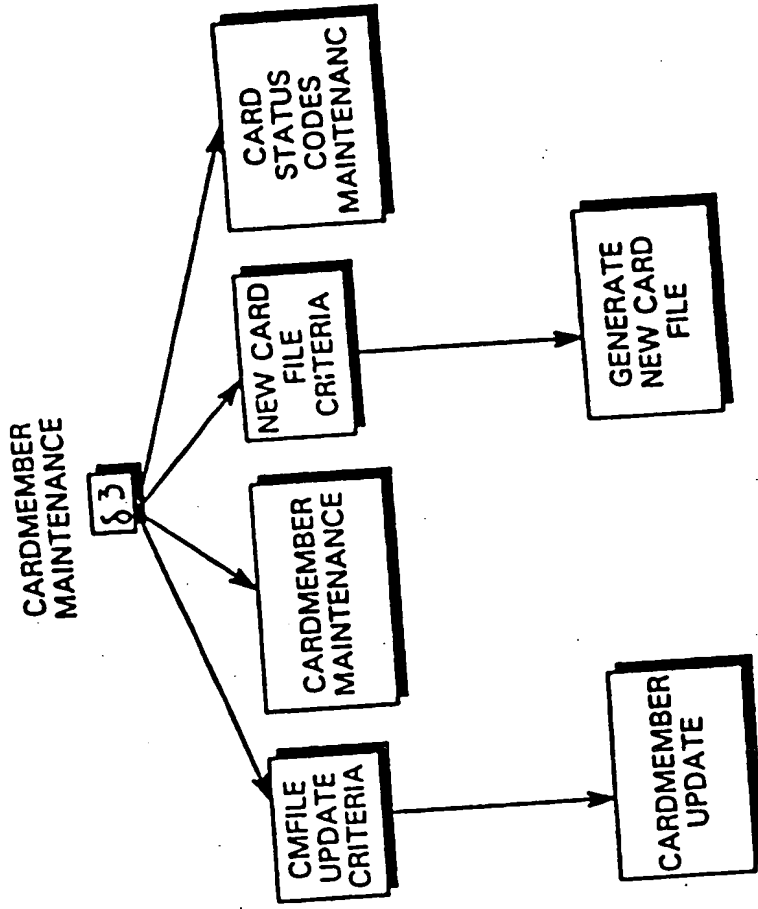 CARDMEMBER
MAINTENANCE
§3
CMFILE
UPDATE
CRITERIA
CARDMEMBER
MAINTENANCE
NEW CARD
FILE
CRITERIA
CARD
STATUS
CODES
MAINTENANC
CARDMEMBER
UPDATE
GENERATE
NEW CARD
FILE